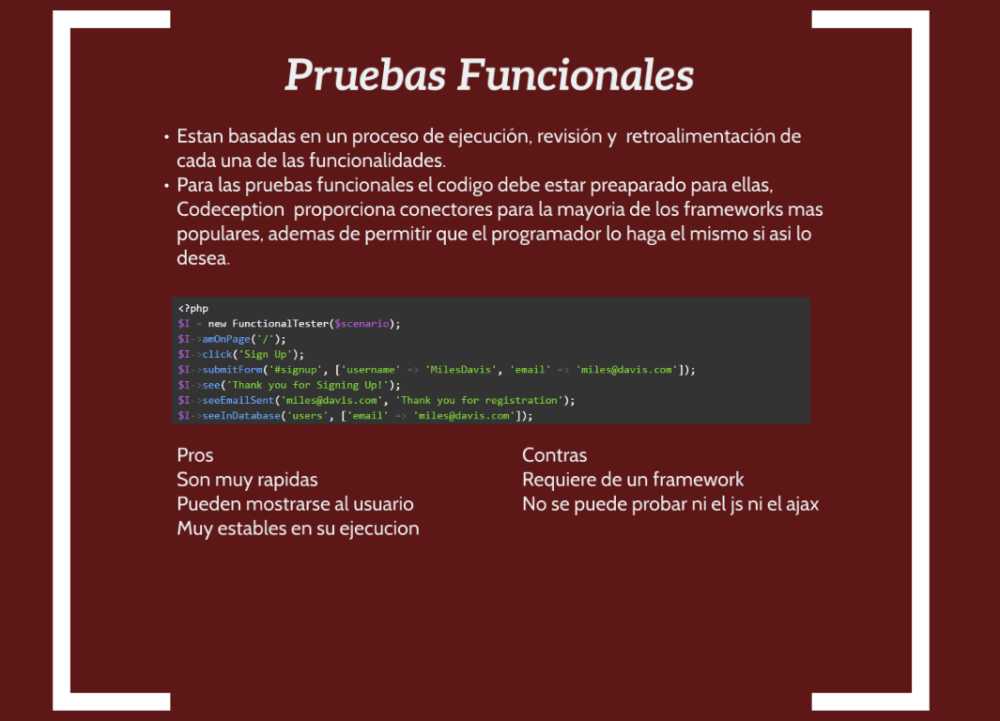 Pruebas Funcionales
• Estan basadas en un proceso de ejecución, revisión y  retroalimentación de
cada una de las funcionalidades.
• Para las pruebas funcionales el codigo debe estar preaparado para ellas,
Codeception  proporciona conectores para la mayoria de los frameworks mas
populares, ademas de permitir que el programador lo haga el mismo si asi lo
desea.
<?php
$I = new FunctionalTester($scenario);
$I->amOnPage('/');
$I->click('Sign Up');
$I->submitForm('#signup', ['username' => 'MilesDavis', 'email' => 'miles@davis.com']);
$I->see('Thank you for Signing Up!');
$I->seeEmailSent('miles@davis.com', 'Thank you for registration');
$I->seeInDatabase('users', ['email' => 'miles@davis.com']);
Pros
Son muy rapidas
Pueden mostrarse al usuario
Muy estables en su ejecucion
Contras
Requiere de un framework
No se puede probar ni el js ni el ajax